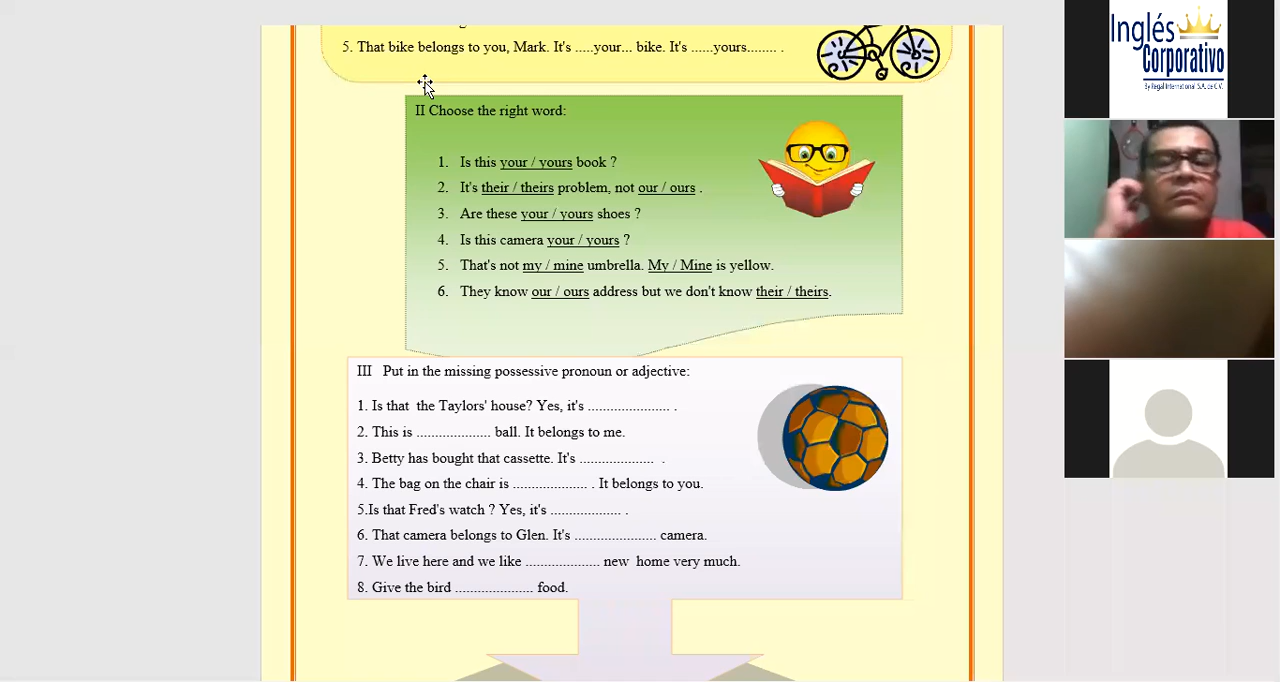 5. That bike belongs to you, Mark. It's .....your... bike. It's ......yours........ .
II Choose the right word:
1. Is this your / yours book ?
2. It's their / theirs problem, not our / ours .
3. Are these your / yours shoes ?
4. Is this camera your / yours ?
5. That's not my / mine umbrella. My / Mine is yellow.
6. They know our / ours address but we don't know their / theirs.
III Put in the missing possessive pronoun or adjective:
1. Is that the Taylors' house? Yes, it's ...................... .
2. This is .................... ball. It belongs to me.
3. Betty has bought that cassette. It's .................... .
4. The bag on the chair is .................... . It belongs to you.
5.Is that Fred's watch ? Yes, it's ................... .
6. That camera belongs to Glen. It's ...................... camera.
7. We live here and we like .................... new home very much.
8. Give the bird ..................... food.
Inglés
Corporativo
By Regal International S.A. de C.V.